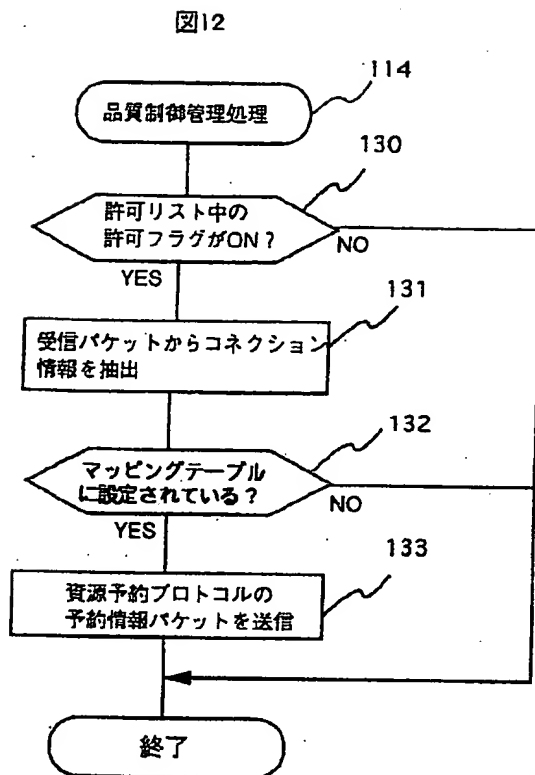 図12
114
品質制御管理処理
130
許可リスト中の
許可フラグがON？
NO
YES
131
受信パケットからコネクション
情報を抽出
132
マッピングテーブル
に設定されている？
NO
YES
133
資源予約プロトコルの
予約情報パケットを送信
終了